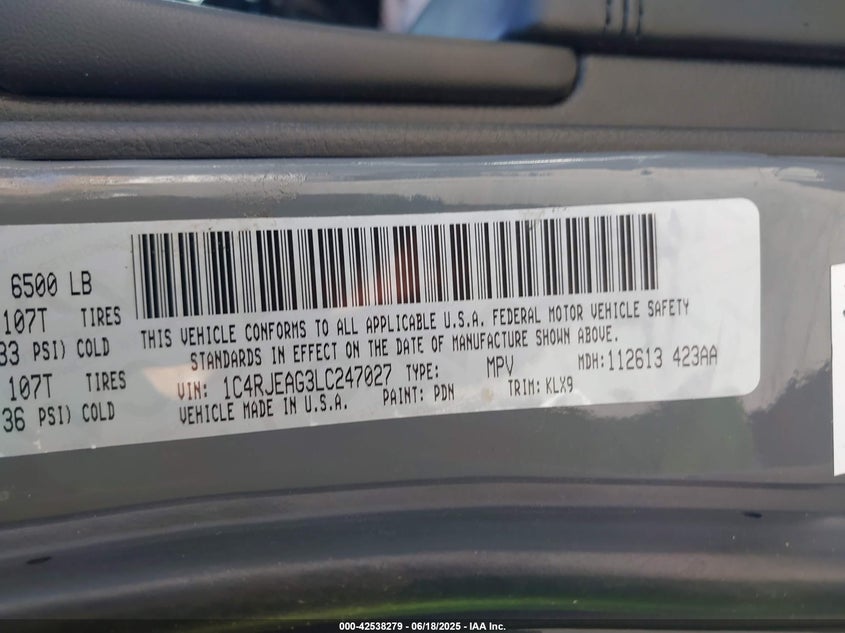 6500 LB
107T TIRES
33 PSI) COLD
107T TIRES
36 PSI) COLD
THIS VEHICLE CONFORMS TO ALL APPLICABLE U.S.A. FEDERAL MOTOR VEHICLE SAFETY
STANDARDS IN EFFECT ON THE DATE OF MANUFACTURE SHOWN ABOVE.
VIN: 1C4RJEAG3LC247027 TYPE: MPV MDH:112613 423AA
VEHICLE MADE IN U.S.A. PAINT: PDN TRIM: KLX9
000-42538279 - 06/18/2025 - IAA Inc.